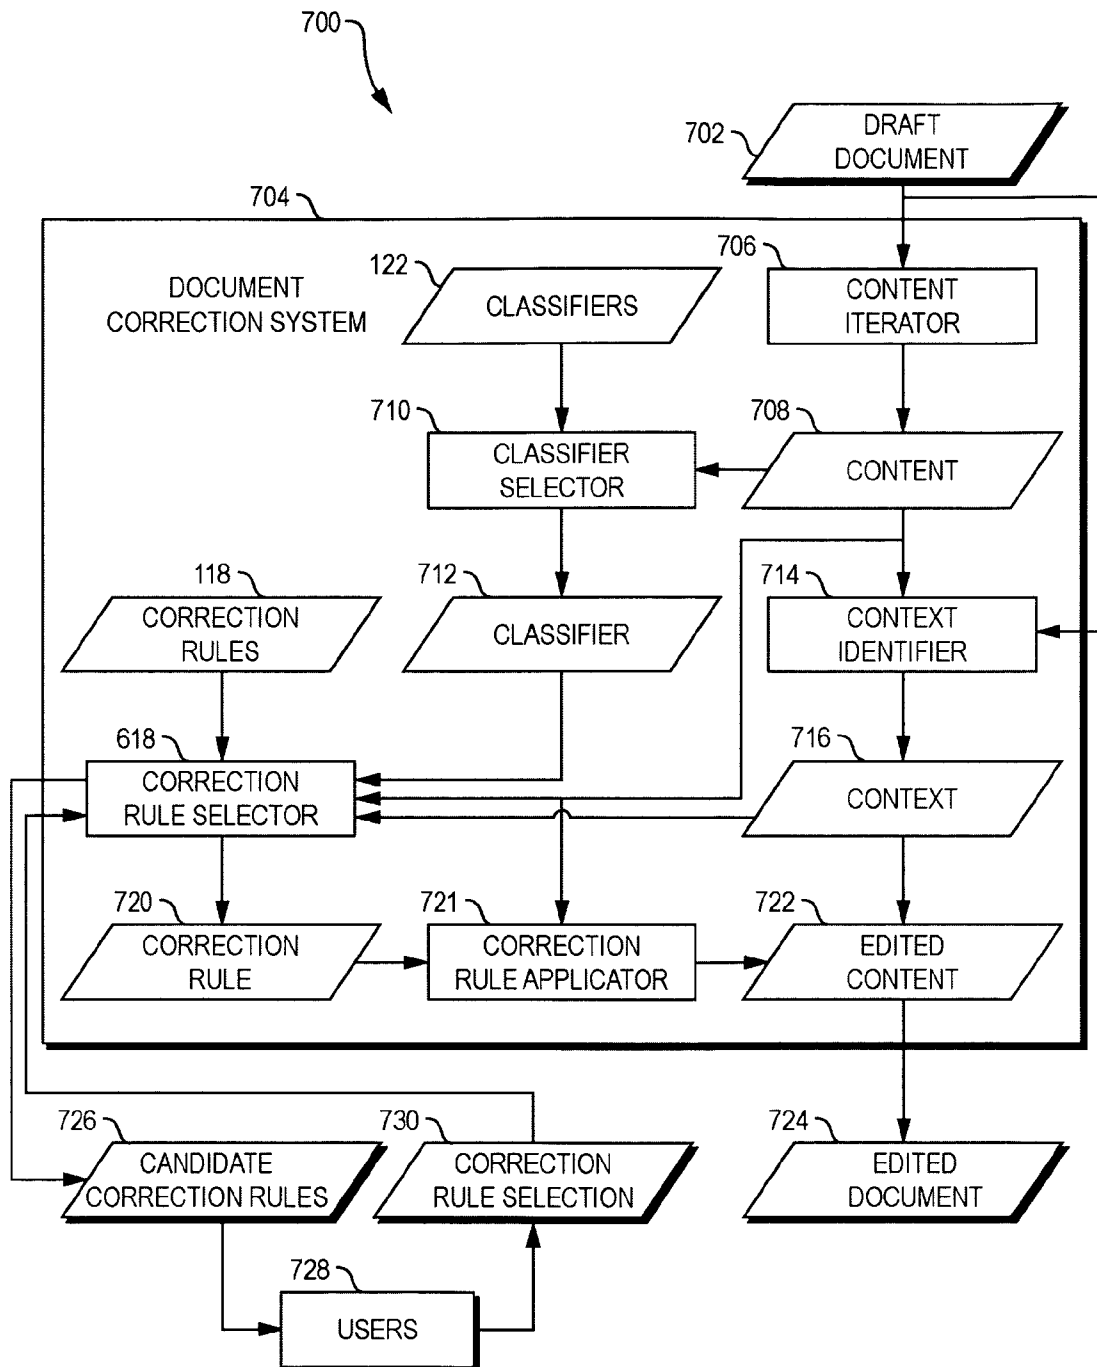 700
702
DRAFT
DOCUMENT
704
DOCUMENT
CORRECTION SYSTEM
122
CLASSIFIERS
706
CONTENT
ITERATOR
710
CLASSIFIER
SELECTOR
708
CONTENT
118
CORRECTION
RULES
712
CLASSIFIER
714
CONTEXT
IDENTIFIER
618
CORRECTION
RULE SELECTOR
716
CONTEXT
720
CORRECTION
RULE
721
CORRECTION
RULE APPLICATOR
722
EDITED
CONTENT
726
CANDIDATE
CORRECTION RULES
730
CORRECTION
RULE SELECTION
724
EDITED
DOCUMENT
728
USERS